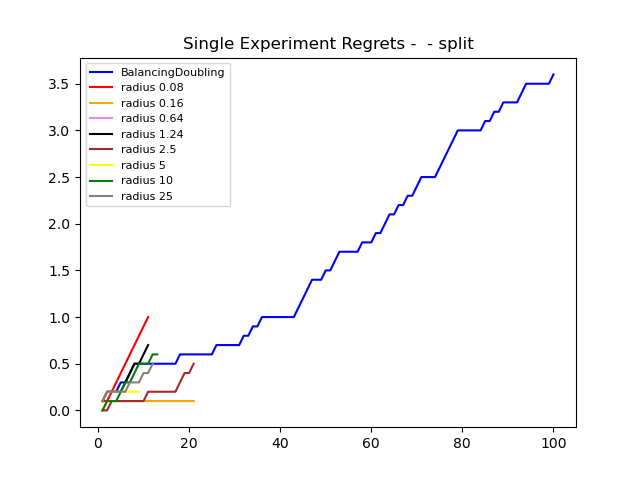 Single Experiment Regrets -  - split
BalancingDoubling
radius 0.08
radius 0.16
radius 0.64
radius 1.24
radius 2.5
radius 5
radius 10
radius 25
3.5
3.0
2.5
2.0
1.5
1.0
0.5
0.0
0 20 40 60 80 100